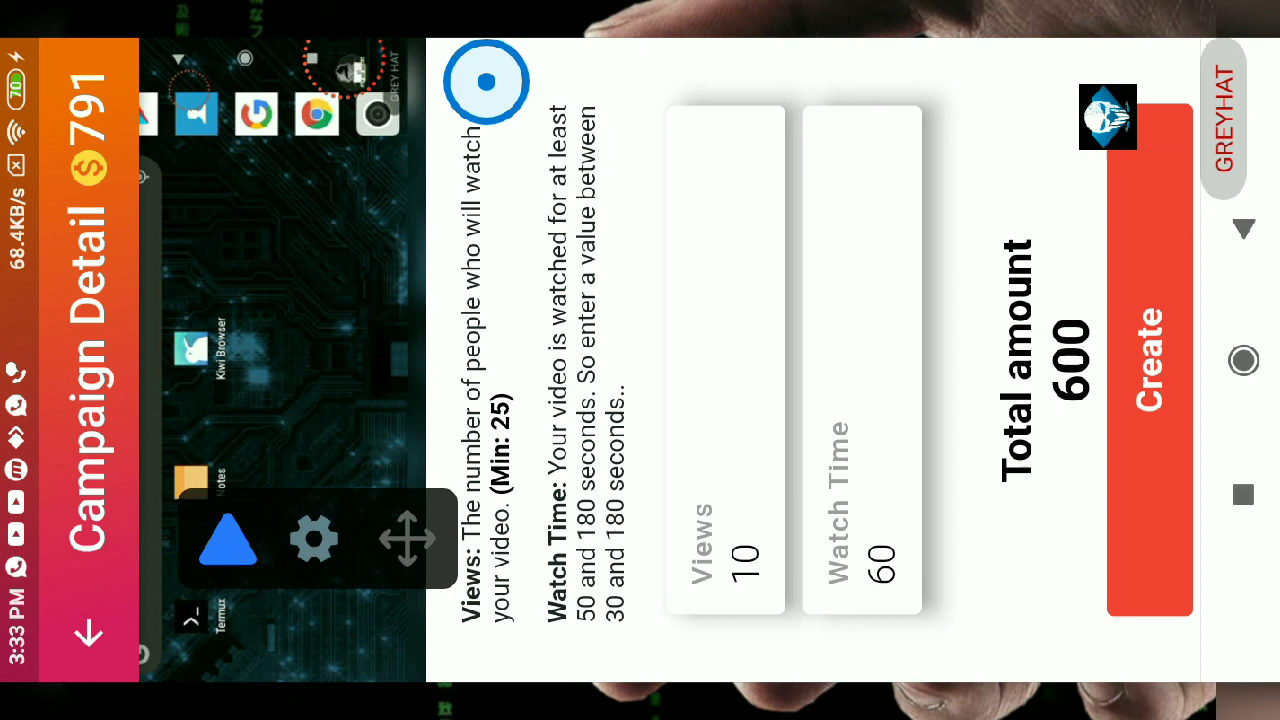 3:33 PM
68.4KB/s
70
Campaign Detail
$791
GREY HAT
Kiwi Browser
Notes
Termux
Views: The number of people who will watch
your video. (Min: 25)
Watch Time: Your video is watched for at least
50 and 180 seconds. So enter a value between
30 and 180 seconds..
Views
10
Watch Time
60
Total amount
600
Create
GREYHAT